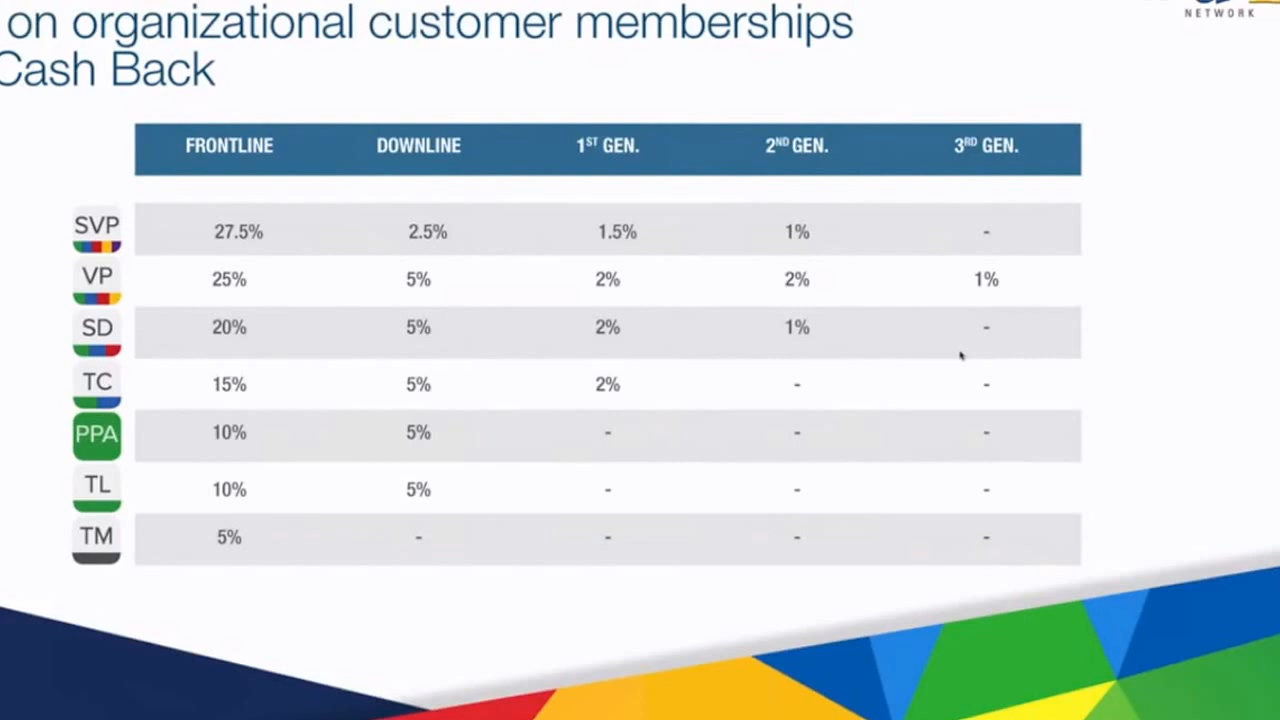 on organizational customer memberships
NETWORK
Cash Back
FRONTLINE DOWNLINE 1ST GEN. 2ND GEN. 3RD GEN.
SVP 27.5% 2.5% 1.5% 1% -
VP 25% 5% 2% 2% 1%
SD 20% 5% 2% 1% -
TC 15% 5% 2% - -
PPA 10% 5% - - -
TL 10% 5% - - -
TM 5% - - - -